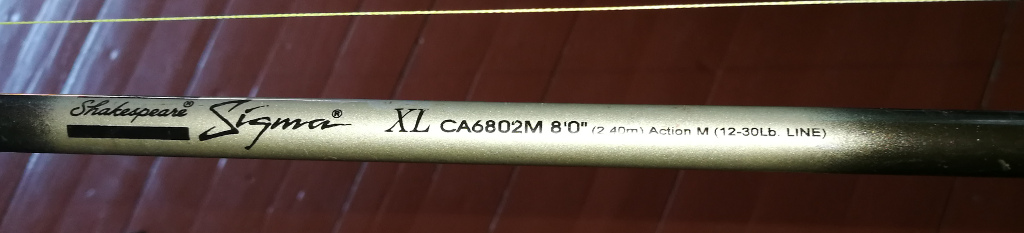 Shakespeare® Sigma® XL CA6802M 8'0" (2.40m) Action M (12-30Lb. LINE)